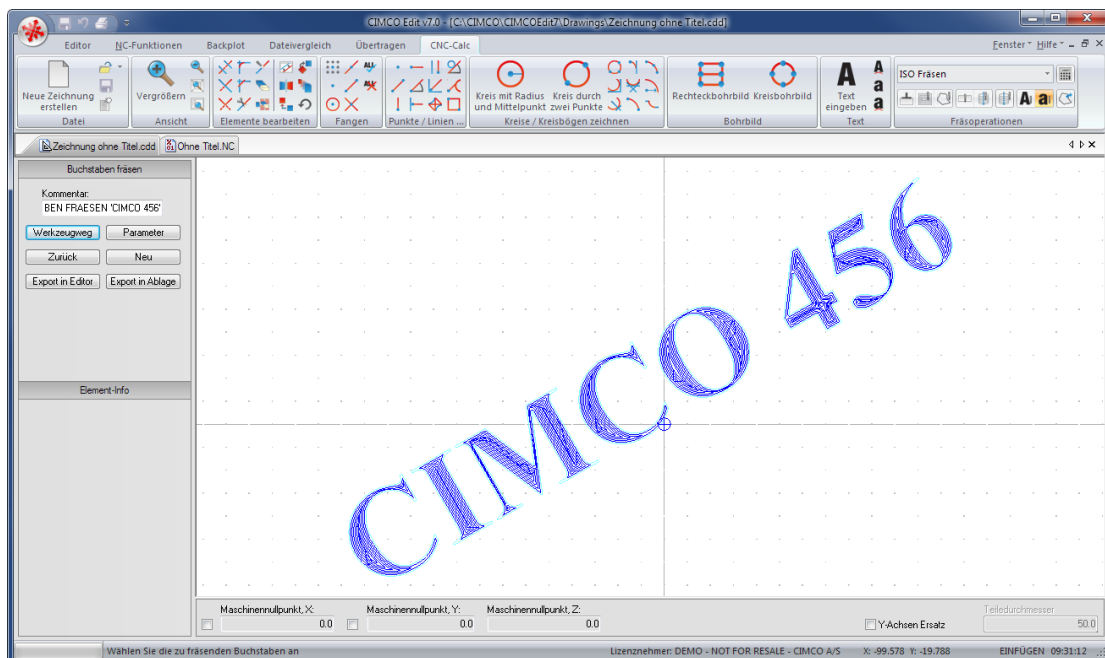 CIMCO Edit v7.0 - [C:\CIMCO\CIMCOEdit7\Drawings\Zeichnung ohne Titel.cdd]
Editor NC-Funktionen Backplot Dateivergleich Übertragen CNC-Calc Fenster Hilfe
Neue Zeichnung erstellen
Datei
Vergrößern
Ansicht
Elemente bearbeiten
ALL
ALL
Fangen
Punkte / Linien ...
Kreis mit Radius und Mittelpunkt
Kreis durch zwei Punkte
Kreise / Kreisbögen zeichnen
Rechteckbohrbild Kreisbohrbild
Bohrbild
A
Text eingeben
A
a
a
Text
ISO Fräsen
A a
Fräsoperationen
Zeichnung ohne Titel.cdd Ohne Titel.NC
Buchstaben fräsen
Kommentar:
BEN FRAESEN 'CIMCO 456'
Werkzeugweg Parameter
Zurück Neu
Export in Editor Export in Ablage
Element-Info
CIMCO 456
Maschinennullpunkt, X: Maschinennullpunkt, Y: Maschinennullpunkt, Z: Teiledurchmesser
0.0 0.0 0.0 Y-Achsen Ersatz 50.0
Wählen Sie die zu fräsenden Buchstaben an Lizenznehmer: DEMO - NOT FOR RESALE - CIMCO A/S X: -99.578 Y: -19.788 EINFÜGEN 09:31:12